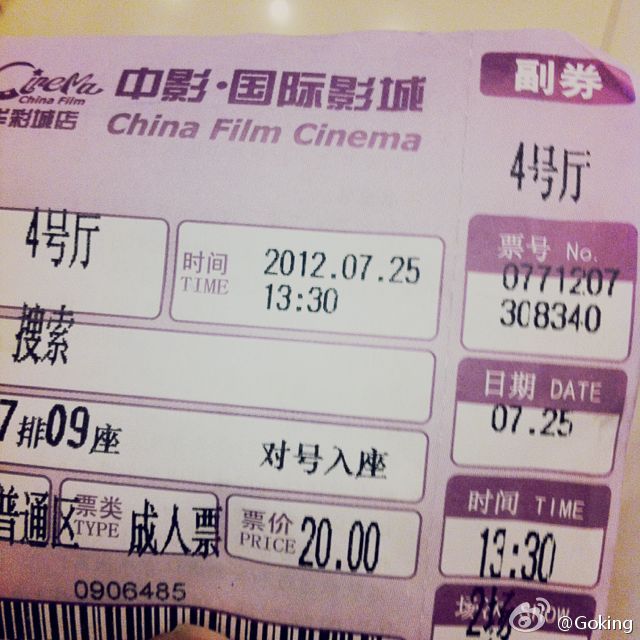 CineMa
China Film
中影·国际影城
China Film Cinema
彩城店
副券
4号厅
4号厅
时间 TIME
2012.07.25
13:30
票号 No.
0771207
308340
搜索
日期 DATE
07.25
7排09座
对号入座
时间 TIME
13:30
普通区
票类 TYPE
成人票
票价 PRICE
20.00
0906485
@Goking